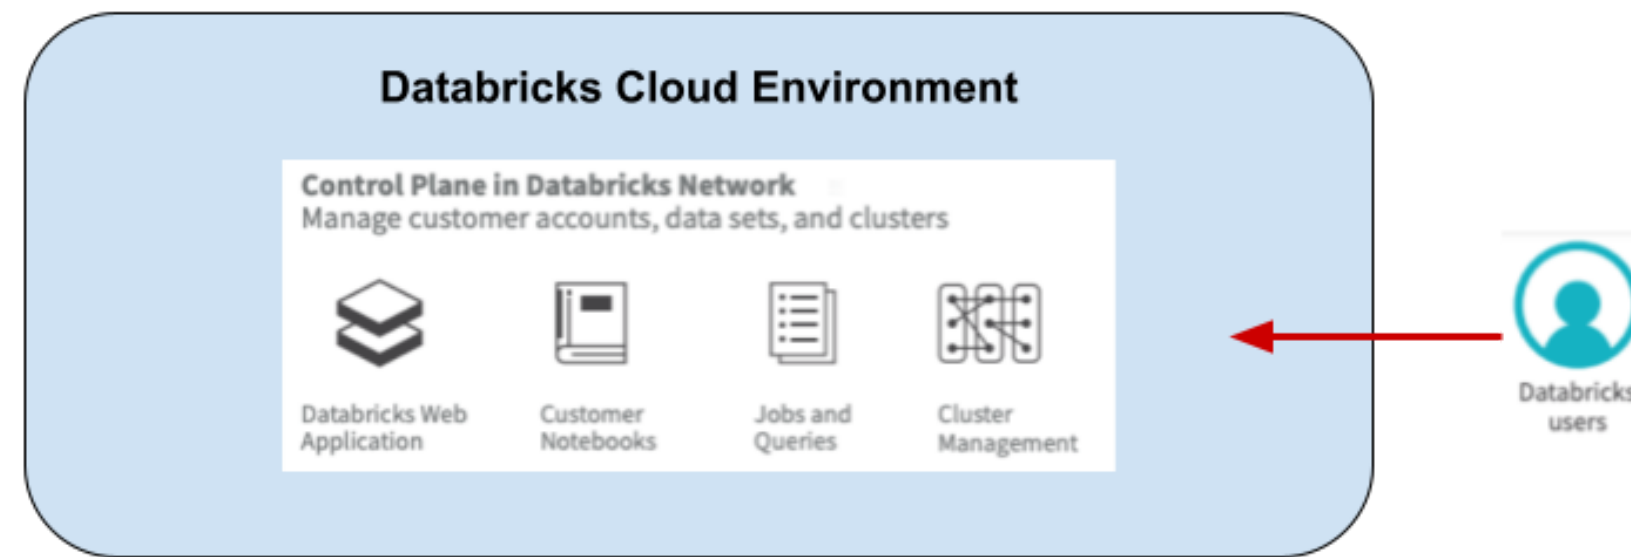 Databricks Cloud Environment
Control Plane in Databricks Network
Manage customer accounts, data sets, and clusters
Databricks Web
Application
Customer
Notebooks
Jobs and
Queries
Cluster
Management
Databricks
users